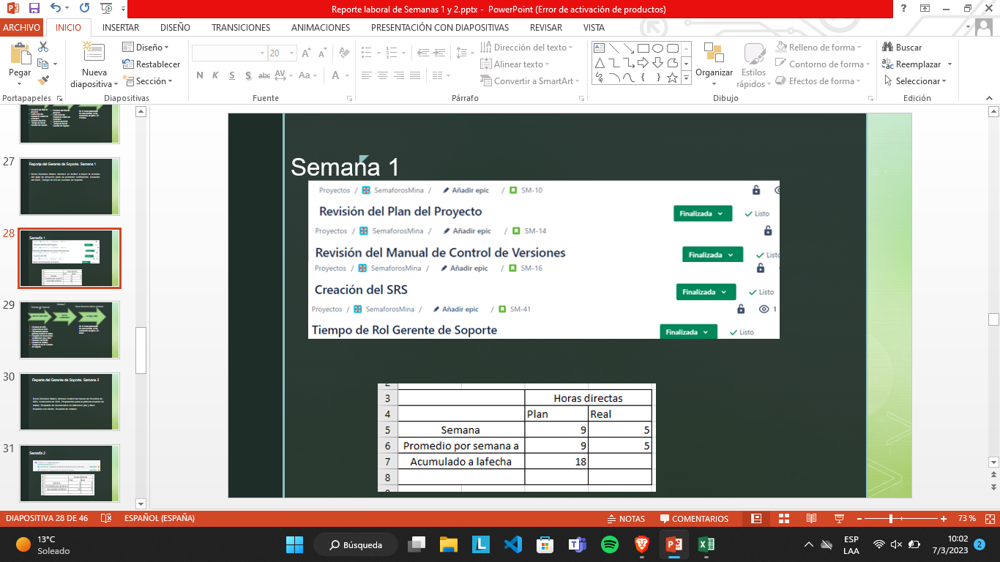 Reporte laboral de Semanas 1 y 2.pptx - PowerPoint (Error de activación de productos)
ARCHIVO INICIO INSERTAR DISEÑO TRANSICIONES ANIMACIONES PRESENTACIÓN CON DIAPOSITIVAS REVISAR VISTA
Pegar
Portapapeles
Nueva diapositiva
Diseño
Restablecer
Sección
Diapositivas
20
N K S S abc AV Aa A
Fuente
Dirección del texto
Alinear texto
Convertir a SmartArt
Párrafo
Organizar
Estilos rápidos
Relleno de forma
Contorno de forma
Efectos de forma
Dibujo
Buscar
Reemplazar
Seleccionar
Edición
27
Reporte del Gerente de Soporte. Semana 1
28
Semana 1
29
30
Reporte del Gerente de Soporte. Semana 2
31
Semana 2
Semana 1
Proyectos / SemaforosMina / Añadir epic / SM-10
Revisión del Plan del Proyecto
Finalizada Listo
Proyectos / SemaforosMina / Añadir epic / SM-14
Revisión del Manual de Control de Versiones
Finalizada
Proyectos / SemaforosMina / Añadir epic / SM-16
Creación del SRS
Finalizada Listo
Proyectos / SemaforosMina / Añadir epic / SM-41 1
Tiempo de Rol Gerente de Soporte
Finalizada Listo
3 Horas directas
4 Plan Real
5 Semana 9 5
6 Promedio por semana a 9 5
7 Acumulado a lafecha 18
8
DIAPOSITIVA 28 DE 46 ESPAÑOL (ESPAÑA) NOTAS COMENTARIOS 73 %
13°C
Soleado
Búsqueda
ESP
LAA
10:02
7/3/2023
2